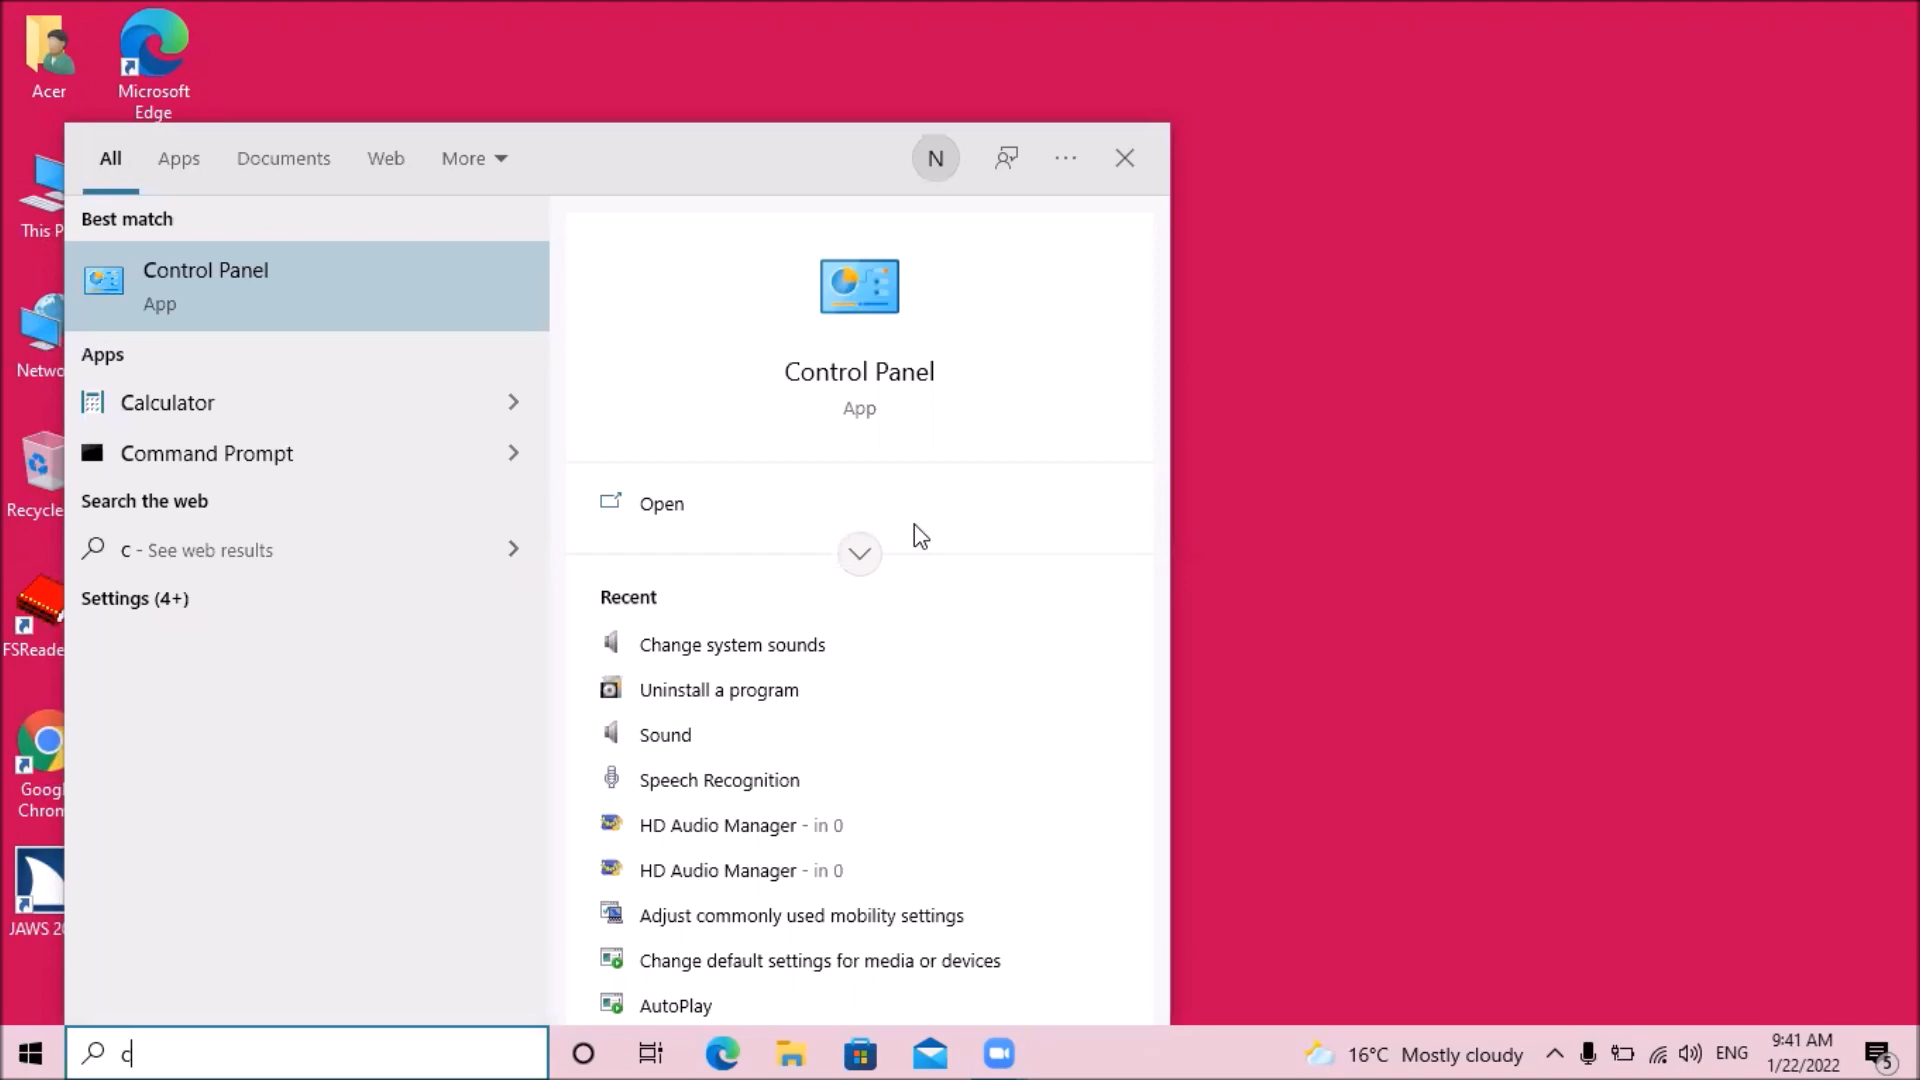 Acer
Microsoft
Edge
This P
Netwo
Recycle
FSReade
Googl
Chrom
JAWS 20
All
Apps
Documents
Web
More
N
Best match
Control Panel
App
Apps
Calculator
Command Prompt
Search the web
c - See web results
Settings (4+)
Control Panel
App
Open
Recent
Change system sounds
Uninstall a program
Sound
Speech Recognition
HD Audio Manager - in 0
HD Audio Manager - in 0
Adjust commonly used mobility settings
Change default settings for media or devices
AutoPlay
c
16°C Mostly cloudy
ENG
9:41 AM
1/22/2022
5